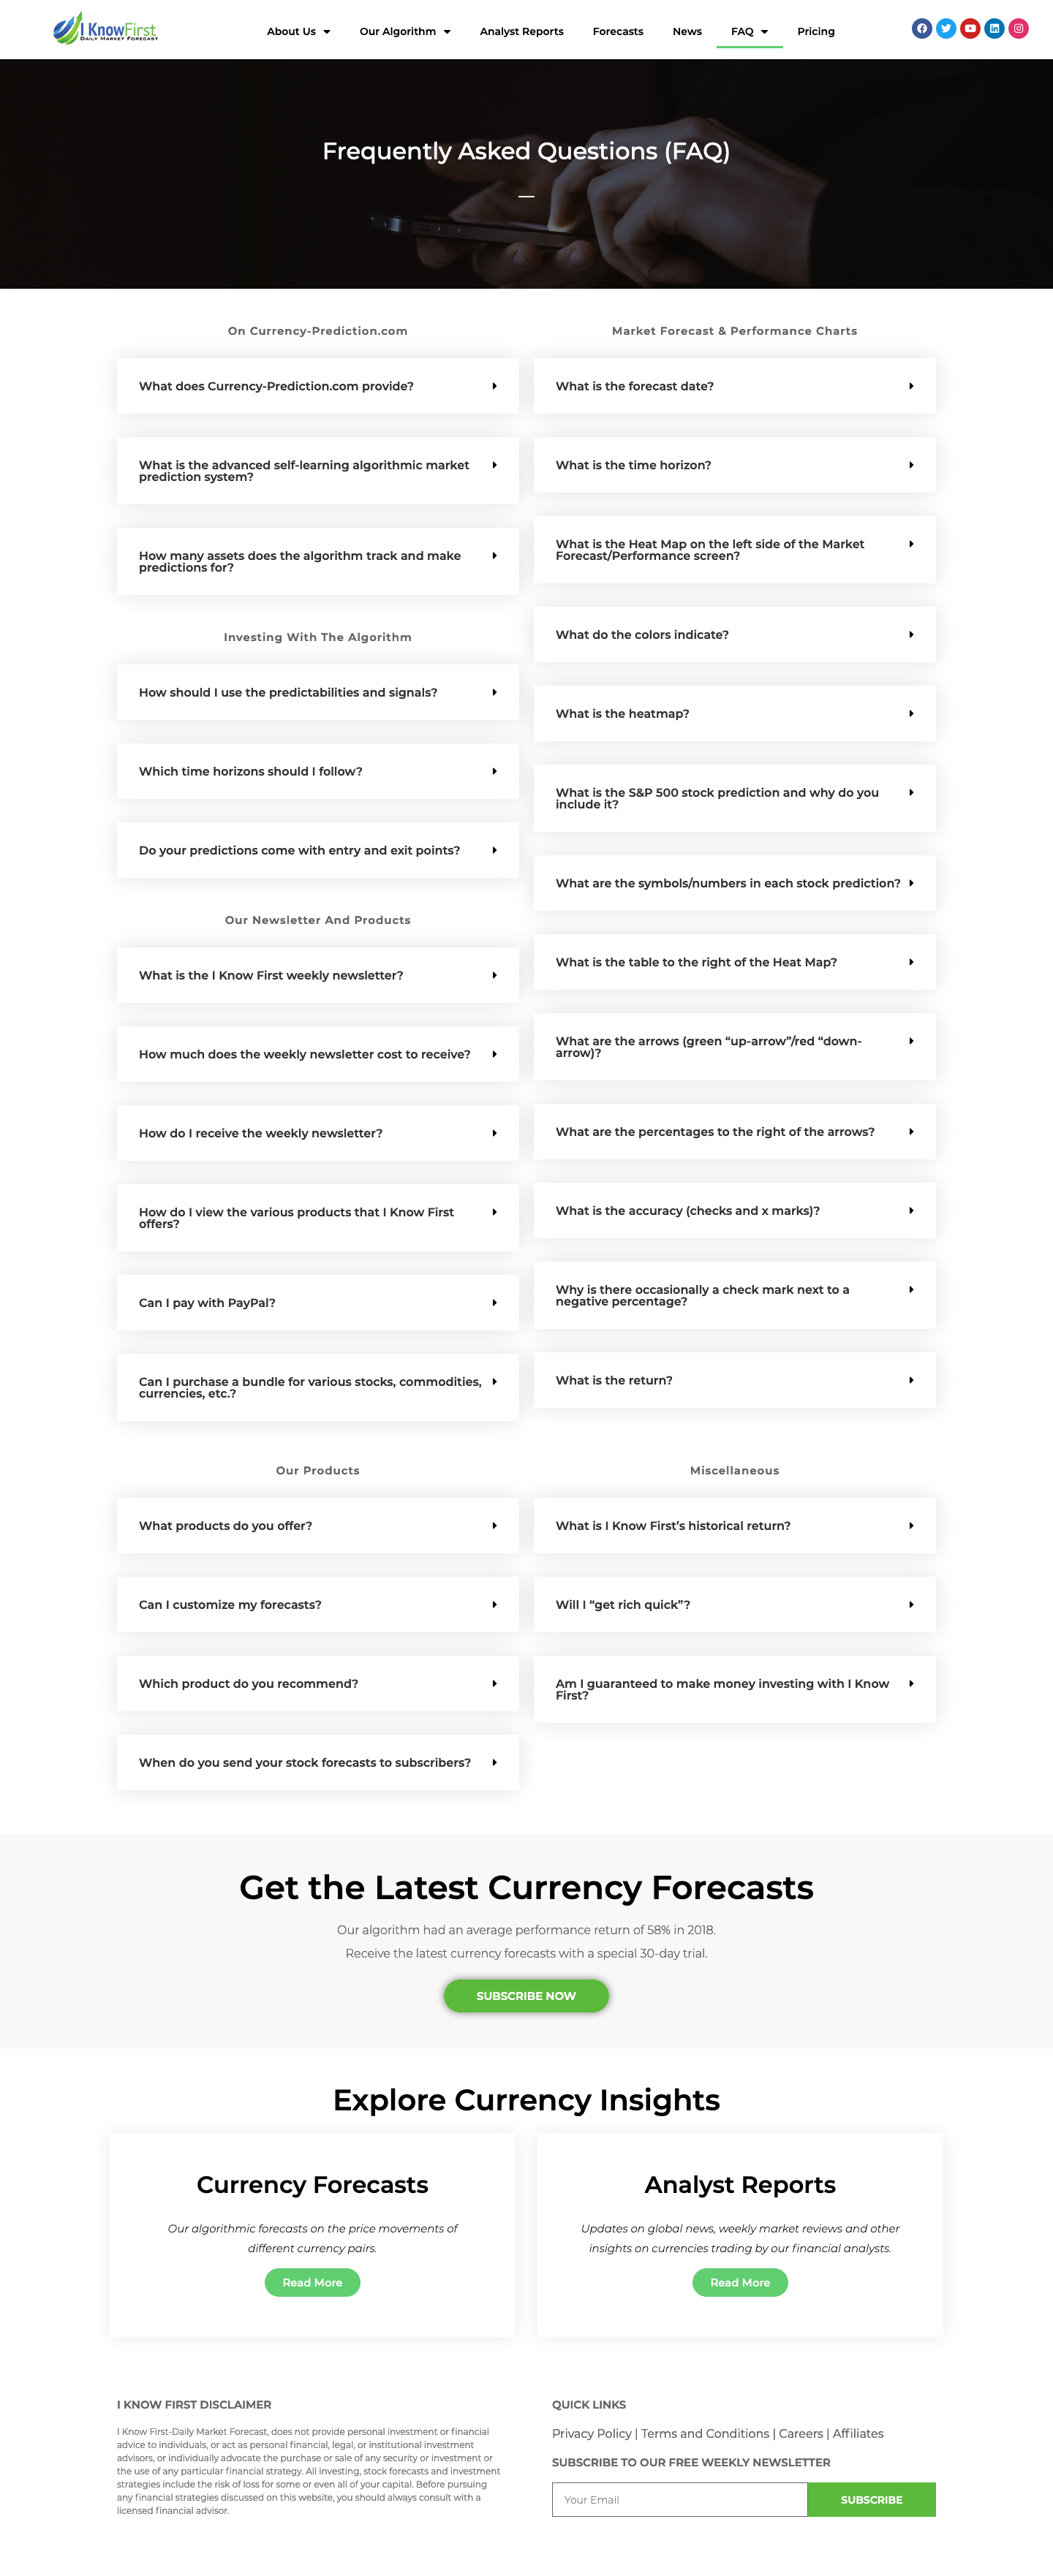 I KnowFirst
DAILY MARKET FORECAST
About Us
Our Algorithm
Analyst Reports
Forecasts
News
FAQ
Pricing
Frequently Asked Questions (FAQ)
On Currency-Prediction.com
What does Currency-Prediction.com provide?
What is the advanced self-learning algorithmic market
prediction system?
How many assets does the algorithm track and make
predictions for?
Investing With The Algorithm
How should I use the predictabilities and signals?
Which time horizons should I follow?
Do your predictions come with entry and exit points?
Our Newsletter And Products
What is the I Know First weekly newsletter?
How much does the weekly newsletter cost to receive?
How do I receive the weekly newsletter?
How do I view the various products that I Know First
offers?
Can I pay with PayPal?
Can I purchase a bundle for various stocks, commodities,
currencies, etc.?
Market Forecast & Performance Charts
What is the forecast date?
What is the time horizon?
What is the Heat Map on the left side of the Market
Forecast/Performance screen?
What do the colors indicate?
What is the heatmap?
What is the S&P 500 stock prediction and why do you
include it?
What are the symbols/numbers in each stock prediction?
What is the table to the right of the Heat Map?
What are the arrows (green “up-arrow”/red “down-
arrow)?
What are the percentages to the right of the arrows?
What is the accuracy (checks and x marks)?
Why is there occasionally a check mark next to a
negative percentage?
What is the return?
Our Products
What products do you offer?
Can I customize my forecasts?
Which product do you recommend?
When do you send your stock forecasts to subscribers?
Miscellaneous
What is I Know First’s historical return?
Will I “get rich quick”?
Am I guaranteed to make money investing with I Know
First?
Get the Latest Currency Forecasts
Our algorithm had an average performance return of 58% in 2018.
Receive the latest currency forecasts with a special 30-day trial.
SUBSCRIBE NOW
Explore Currency Insights
Currency Forecasts
Our algorithmic forecasts on the price movements of
different currency pairs.
Read More
Analyst Reports
Updates on global news, weekly market reviews and other
insights on currencies trading by our financial analysts.
Read More
I KNOW FIRST DISCLAIMER
I Know First-Daily Market Forecast, does not provide personal investment or financial
advice to individuals, or act as personal financial, legal, or institutional investment
advisors, or individually advocate the purchase or sale of any security or investment or
the use of any particular financial strategy. All investing, stock forecasts and investment
strategies include the risk of loss for some or even all of your capital. Before pursuing
any financial strategies discussed on this website, you should always consult with a
licensed financial advisor.
QUICK LINKS
Privacy Policy | Terms and Conditions | Careers | Affiliates
SUBSCRIBE TO OUR FREE WEEKLY NEWSLETTER
Your Email
SUBSCRIBE